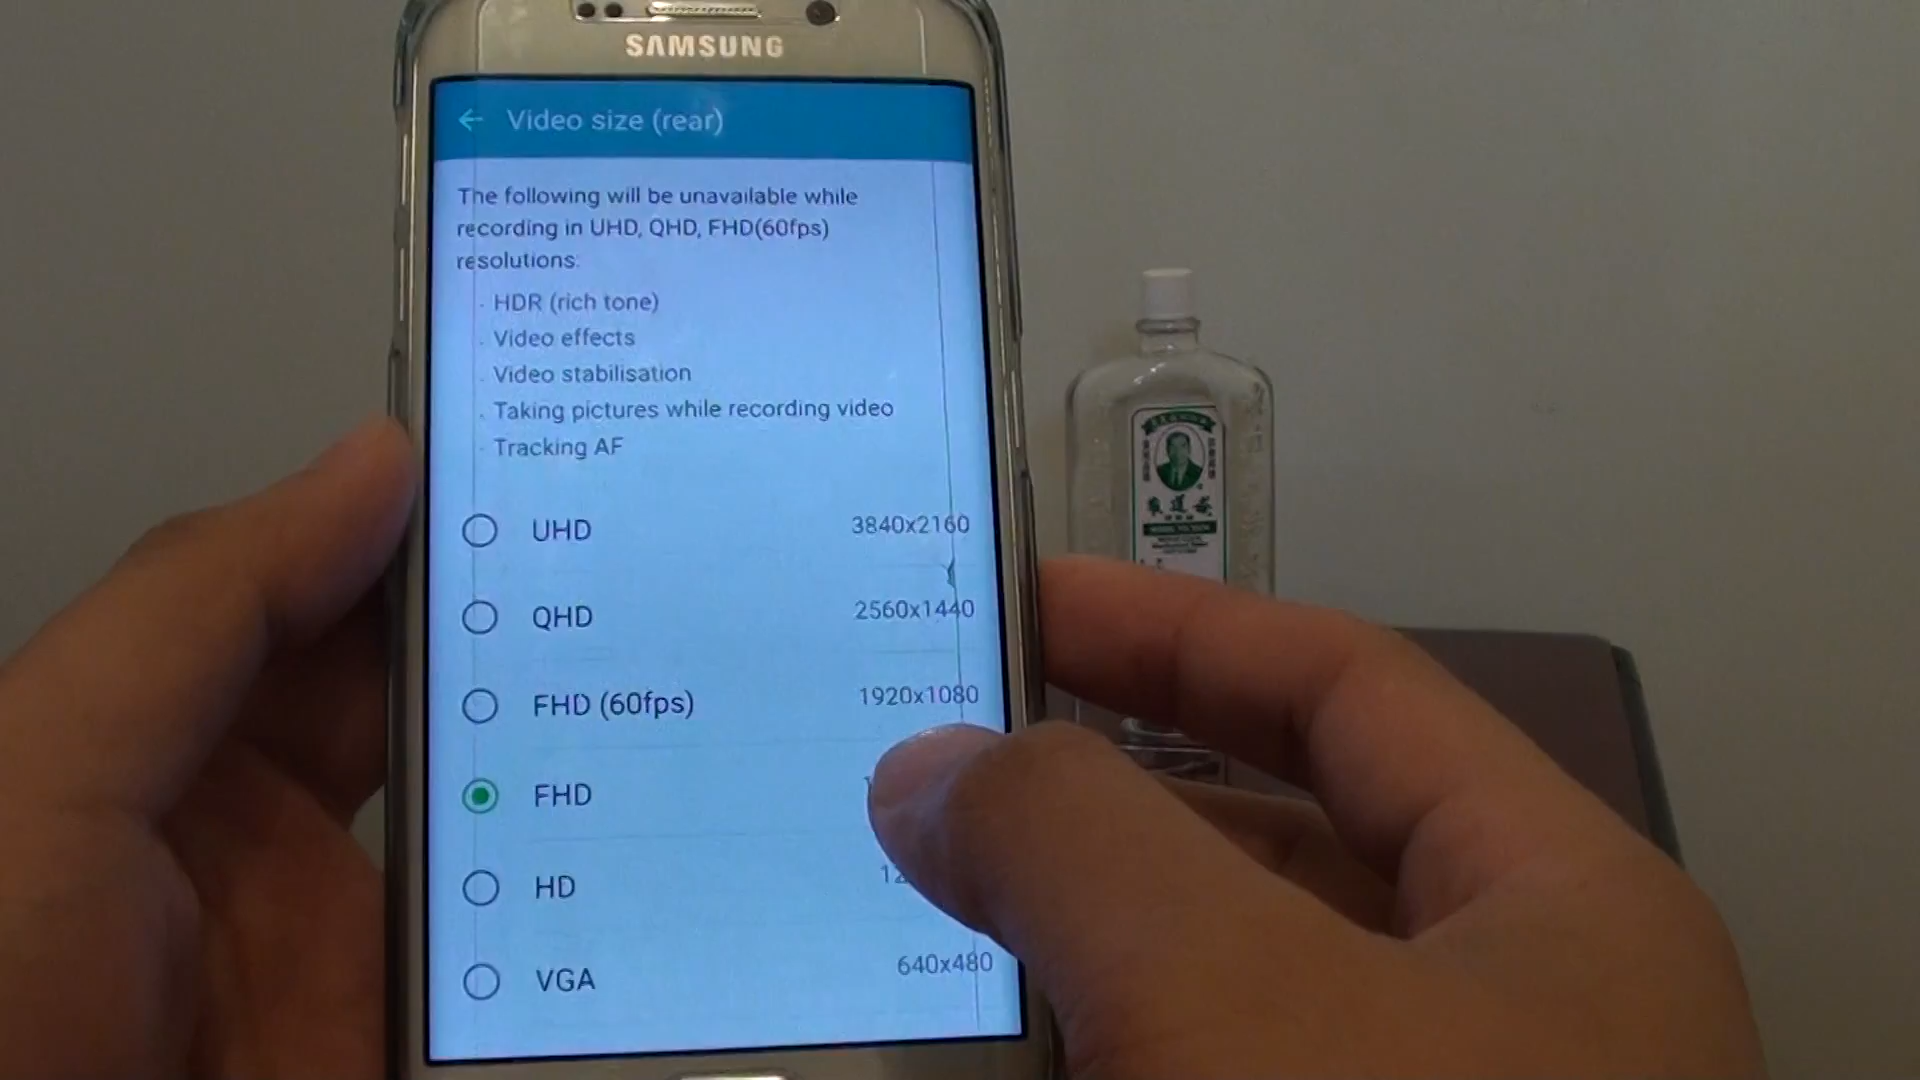 SAMSUNG
Video size (rear)
The following will be unavailable while
recording in UHD, QHD, FHD(60fps)
resolutions:
· HDR (rich tone)
· Video effects
· Video stabilisation
· Taking pictures while recording video
· Tracking AF
UHD 3840x2160
QHD 2560x1440
FHD (60fps) 1920x1080
FHD
HD
VGA 640x480